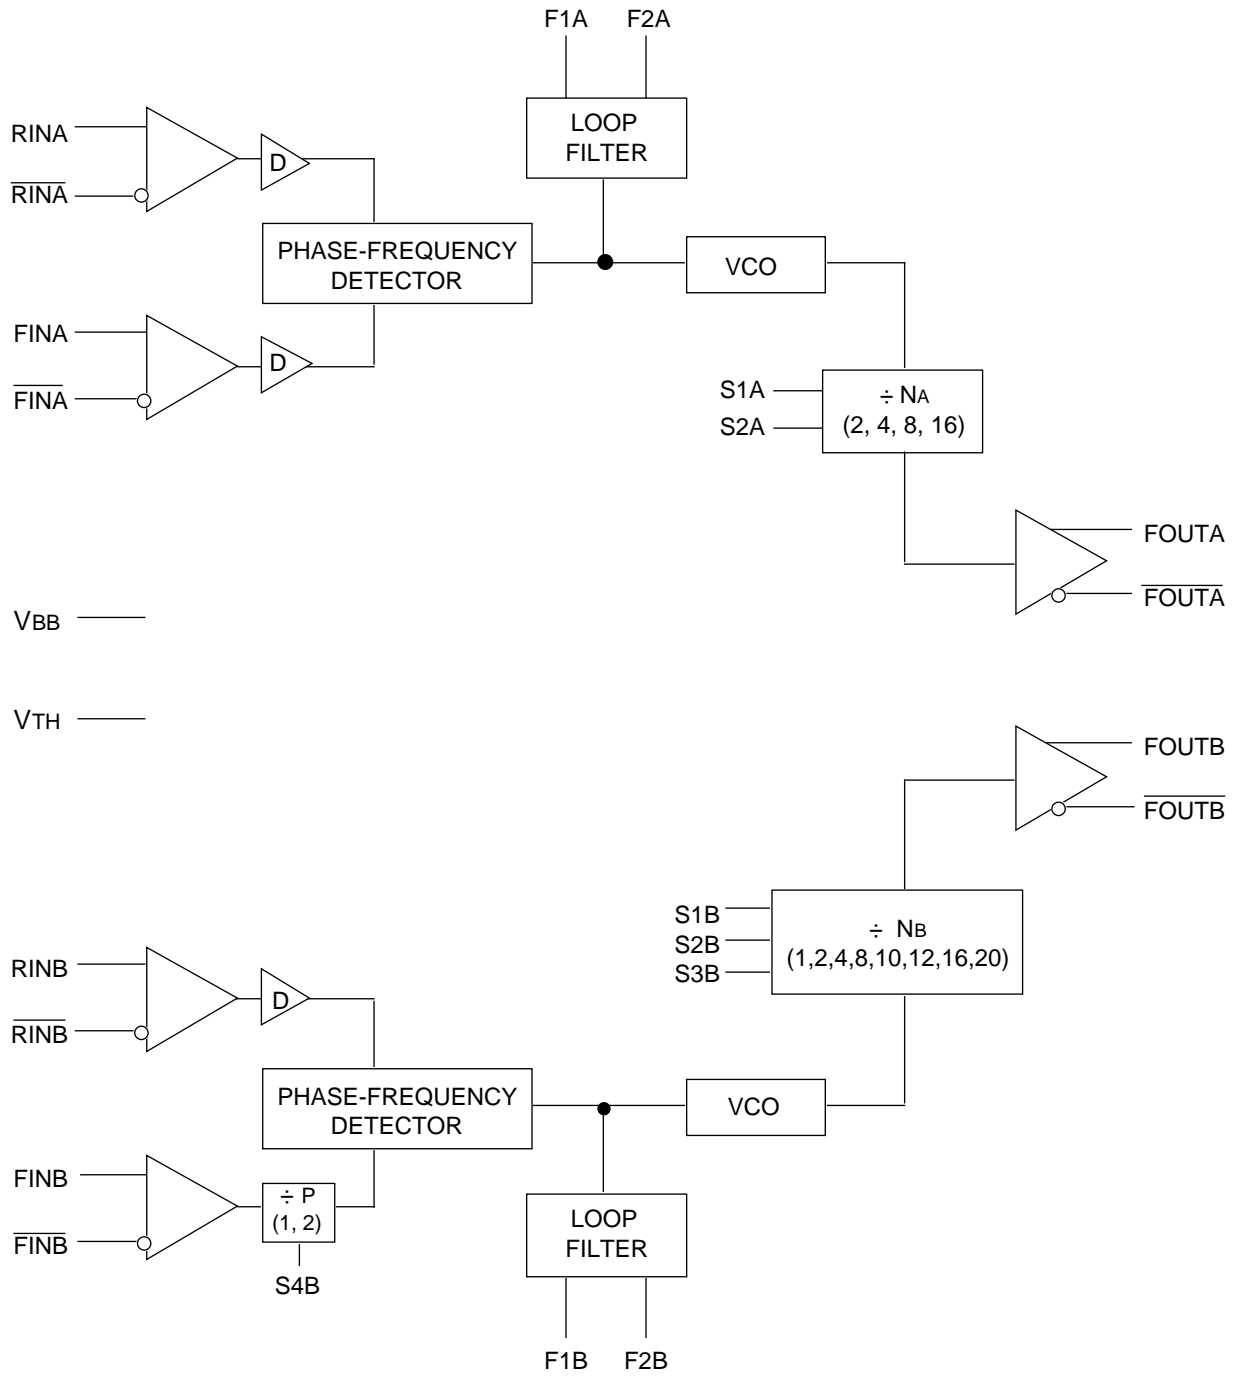 F1A F2A
LOOP
FILTER
RINA
RINA
D
PHASE-FREQUENCY
DETECTOR
VCO
FINA
FINA
D
S1A
S2A
÷ NA
(2, 4, 8, 16)
FOUTA
FOUTA
VBB
VTH
FOUTB
FOUTB
S1B
S2B
S3B
÷ NB
(1,2,4,8,10,12,16,20)
RINB
RINB
D
PHASE-FREQUENCY
DETECTOR
VCO
FINB
FINB
÷ P
(1, 2)
S4B
LOOP
FILTER
F1B F2B